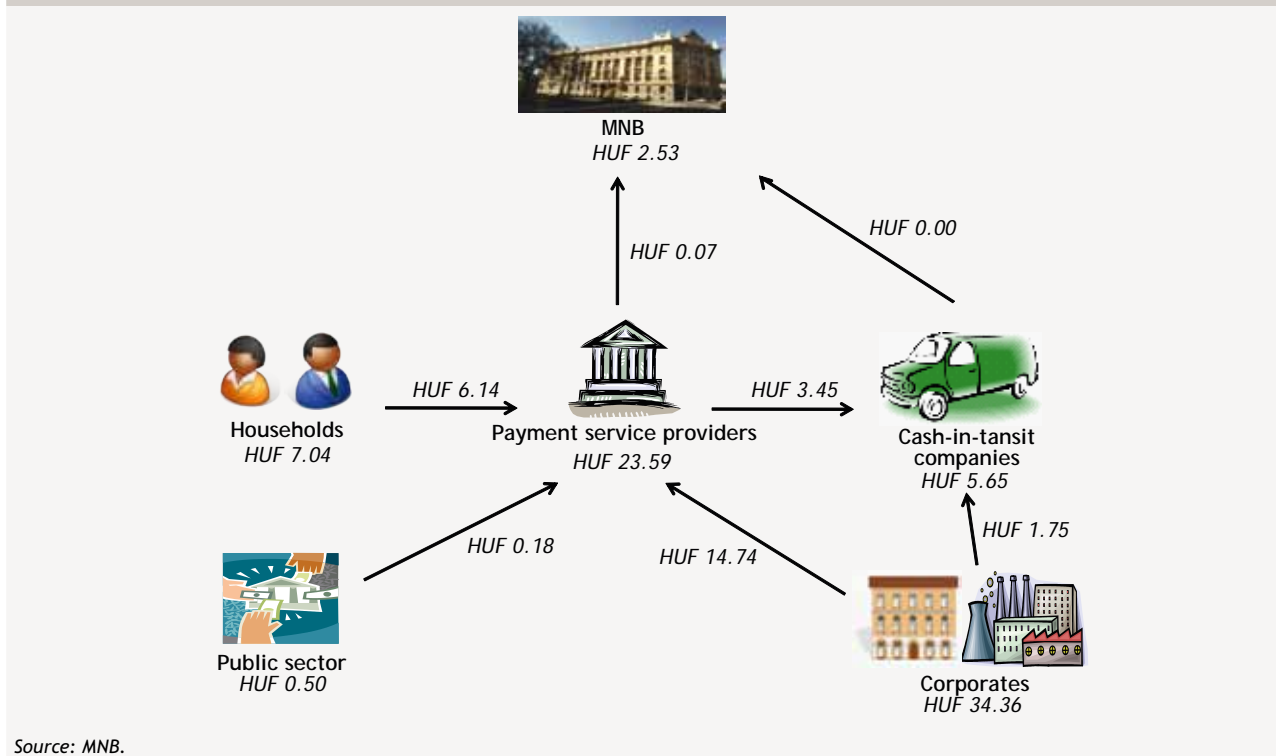 MNB
HUF 2.53
HUF 0.00
HUF 0.07
HUF 6.14
HUF 3.45
Households
HUF 7.04
Payment service providers
HUF 23.59
Cash-in-tansit
companies
HUF 5.65
HUF 0.18
HUF 14.74
HUF 1.75
Public sector
HUF 0.50
Corporates
HUF 34.36
Source: MNB.